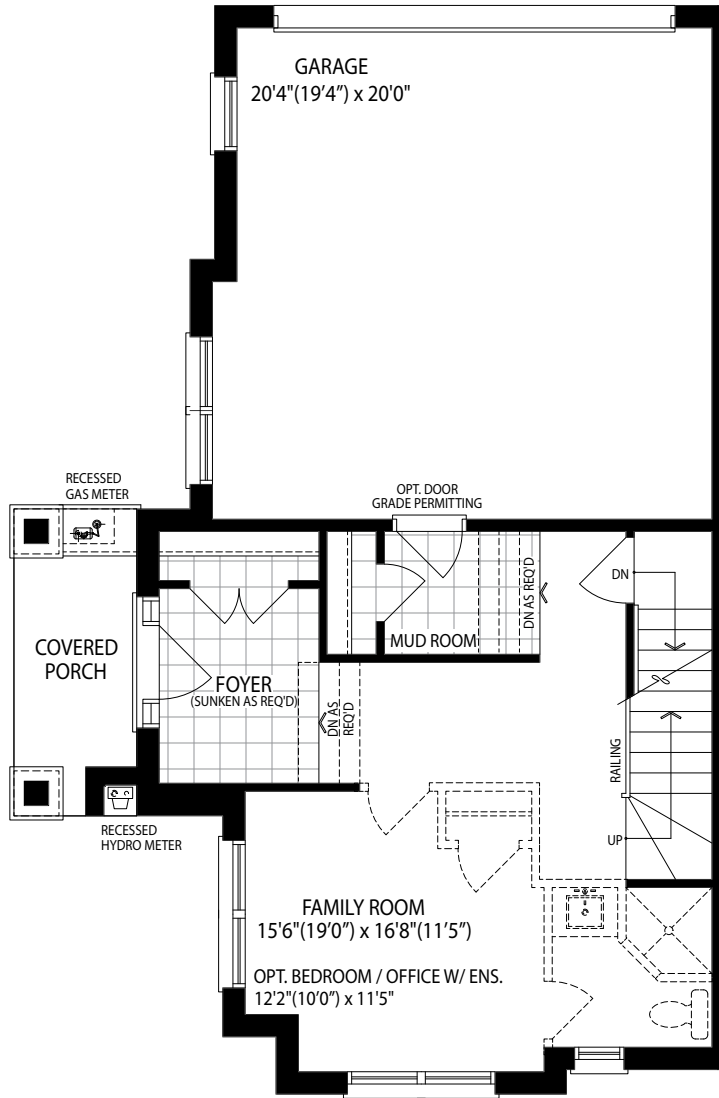 GARAGE
20'4"(19'4") x 20'0"
RECESSED
GAS METER
OPT. DOOR
GRADE PERMITTING
DN AS REQ'D
DN
MUD ROOM
COVERED
PORCH
FOYER
(SUNKEN AS REQ'D)
DN AS
REQ'D
RAILING
UP
RECESSED
HYDRO METER
FAMILY ROOM
15'6"(19'0") x 16'8"(11'5")
OPT. BEDROOM / OFFICE W/ ENS.
12'2"(10'0") x 11'5"